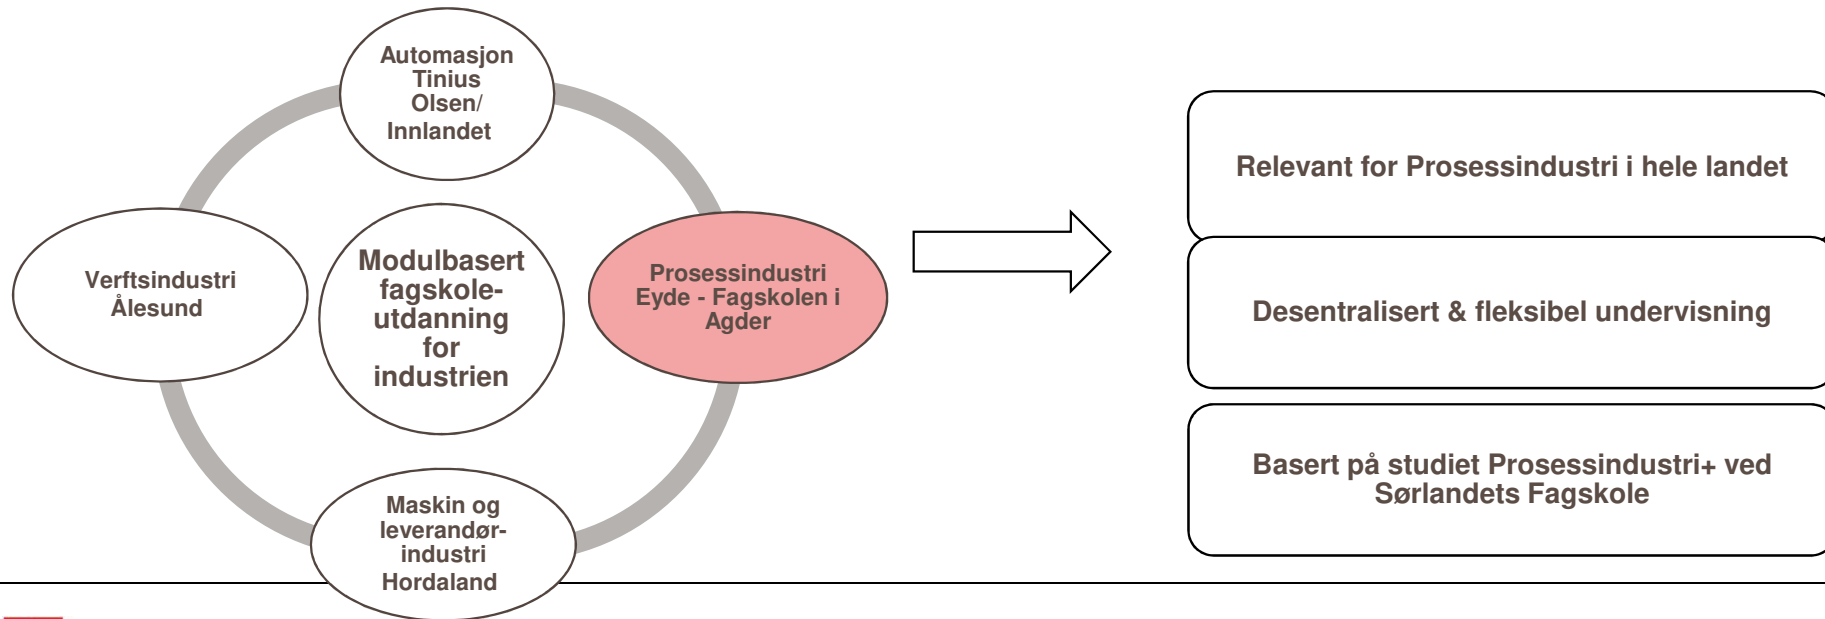 Automasjon
Tinius
Olsen/
Innlandet
Verftsindustri
Ålesund
Modulbasert
fagskole-
utdanning
for
industrien
Prosessindustri
Eyde - Fagskolen i
Agder
Maskin og
leverandør-
industri
Hordaland
Relevant for Prosessindustri i hele landet
Desentralisert & fleksibel undervisning
Basert på studiet Prosessindustri+ ved
Sørlandets Fagskole